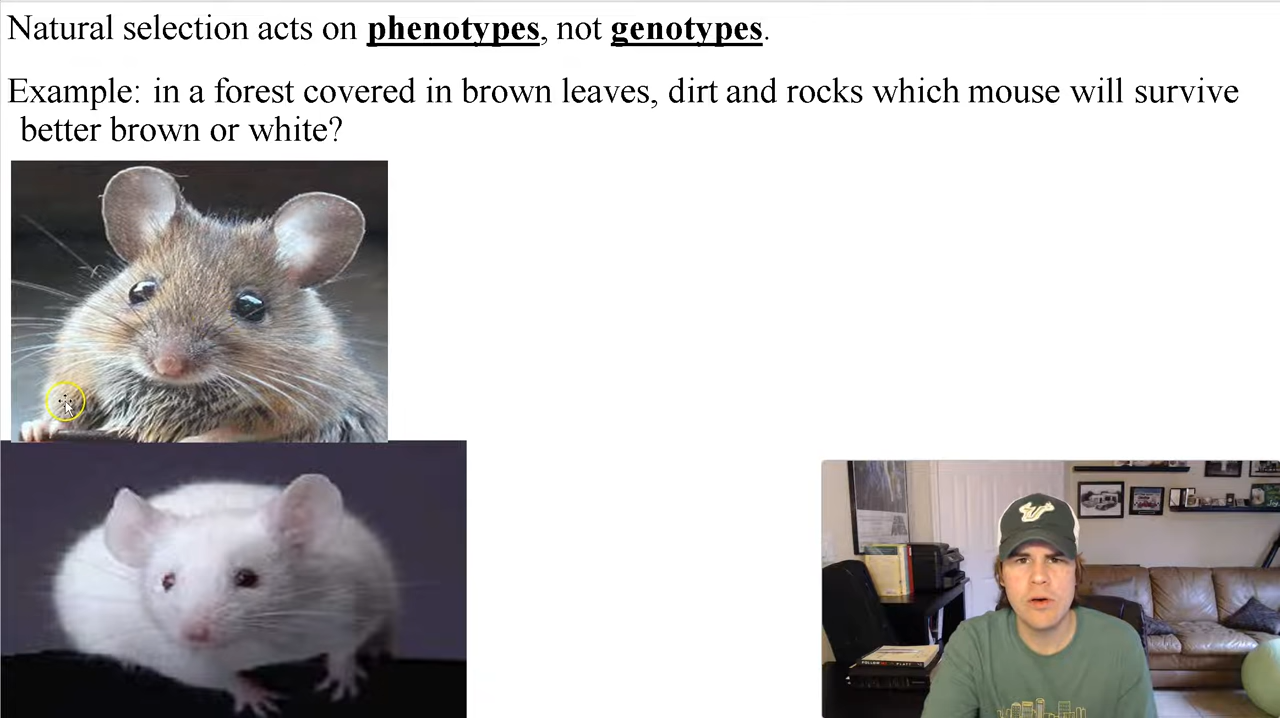 Natural selection acts on phenotypes, not genotypes.
Example: in a forest covered in brown leaves, dirt and rocks which mouse will survive
better brown or white?